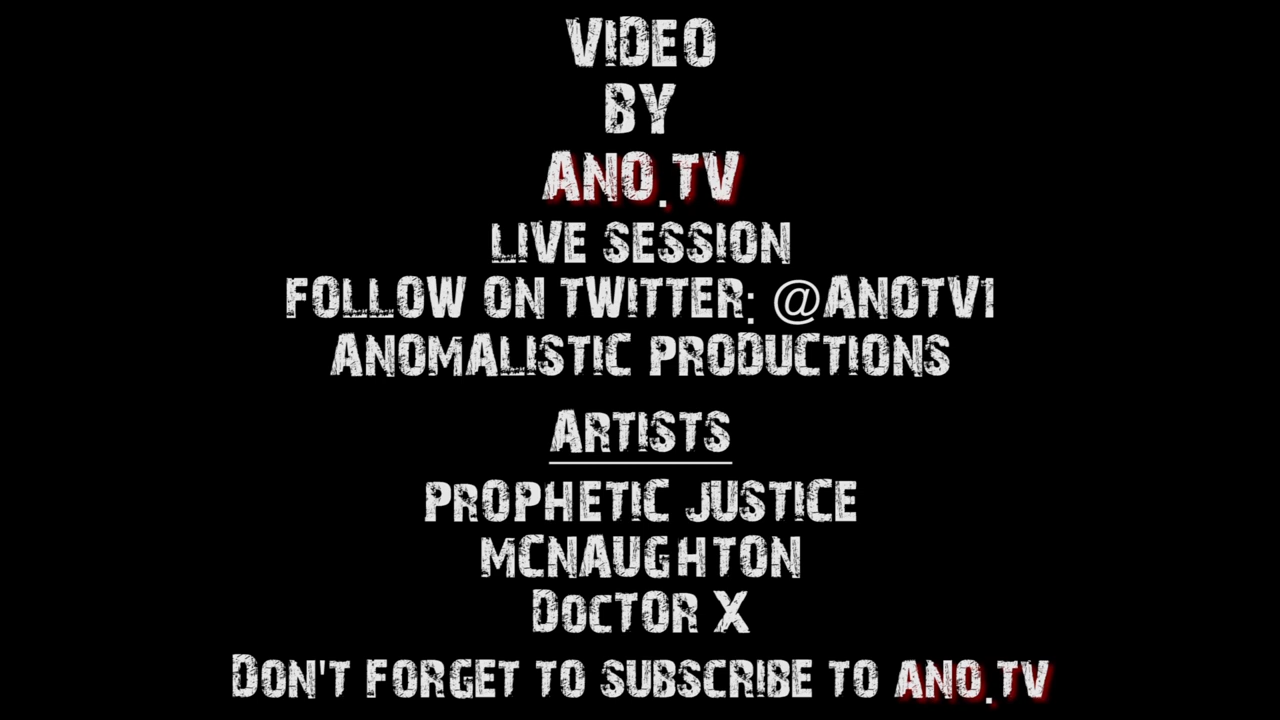 VIDEO
BY
ANO.TV
LIVE SESSION
FOLLOW ON TWITTER: @ANOTV1
ANOMALISTIC PRODUCTIONS
ARTISTS
PROPHETIC JUSTICE
MCNAUGHTON
DOCTOR X
DON'T FORGET TO SUBSCRIBE TO ANO.TV